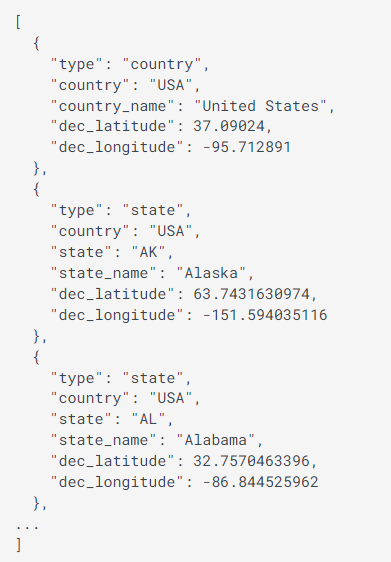 [
  {
    "type": "country",
    "country": "USA",
    "country_name": "United States",
    "dec_latitude": 37.09024,
    "dec_longitude": -95.712891
  },
  {
    "type": "state",
    "country": "USA",
    "state": "AK",
    "state_name": "Alaska",
    "dec_latitude": 63.7431630974,
    "dec_longitude": -151.594035116
  },
  {
    "type": "state",
    "country": "USA",
    "state": "AL",
    "state_name": "Alabama",
    "dec_latitude": 32.7570463396,
    "dec_longitude": -86.844525962
  },
...
]